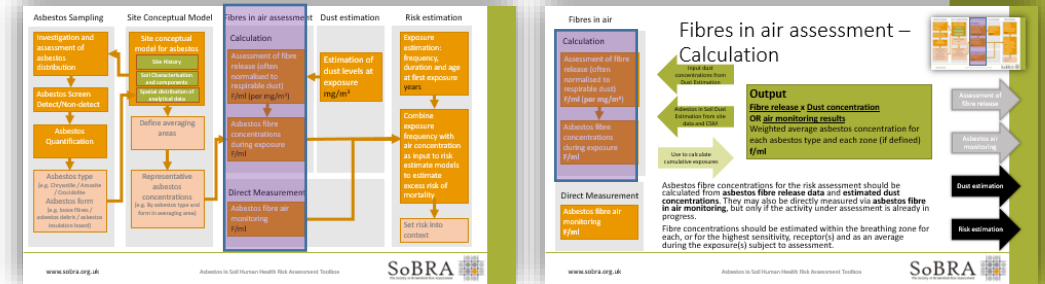 Asbestos Sampling
Site Conceptual Model
Fibres in air assessment
Dust estimation
Risk estimation
Investigation and
assessment of
asbestos
distribution
Asbestos Screen
Detect/Non-detect
Asbestos
Quantification
Asbestos type
(e.g. Chrysotile / Amosite
/ Crocidolite)
Asbestos form
(e.g. loose fibres /
asbestos debris / asbestos
insulation board)
Site conceptual
model for asbestos
Site History
Soil Characterisation
and components
Spatial distribution of
analytical data
Define averaging
areas
Representative
asbestos
concentrations
(e.g. By asbestos type and
form in averaging area)
Calculation
Assessment of fibre
release (often
normalised to
respirable dust)
F/ml (per mg/m³)
Asbestos fibre
concentrations
during exposure
F/ml
Direct Measurement
Asbestos fibre air
monitoring
F/ml
Estimation of
dust levels at
exposure
mg/m³
Exposure
estimation:
frequency,
duration and age
at first exposure
years
Combine
exposure
frequency with
air concentration
as input to risk
estimate models
to estimate
excess risk of
mortality
Set risk into
context
www.sobra.org.uk
Asbestos in Soil Human Health Risk Assessment Toolbox
SoBRA
Fibres in air
Calculation
Assessment of fibre
release (often
normalised to
respirable dust)
F/ml (per mg/m³)
Asbestos fibre
concentrations
during exposure
F/ml
Direct Measurement
Asbestos fibre air
monitoring
F/ml
Fibres in air assessment –
Calculation
Input dust
concentrations from
Dust Estimation
Asbestos in Soil Dust
Estimation from site
data and CSM
Use to calculate
cumulative exposures
Output
Fibre release x Dust concentration
OR air monitoring results
Weighted average asbestos concentration for
each asbestos type and each zone (if defined)
f/ml
Assessment of
fibre release
Asbestos air
monitoring
Dust estimation
Risk estimation
Asbestos fibre concentrations for the risk assessment should be
calculated from asbestos fibre release data and estimated dust
concentrations. They may also be directly measured via asbestos fibre
in air monitoring, but only if the activity under assessment is already in
progress.
Fibre concentrations should be estimated within the breathing zone for
each, or for the highest sensitivity, receptor(s) and as an average
during the exposure(s) subject to assessment.
www.sobra.org.uk
Asbestos in Soil Human Health Risk Assessment Toolbox
SoBRA